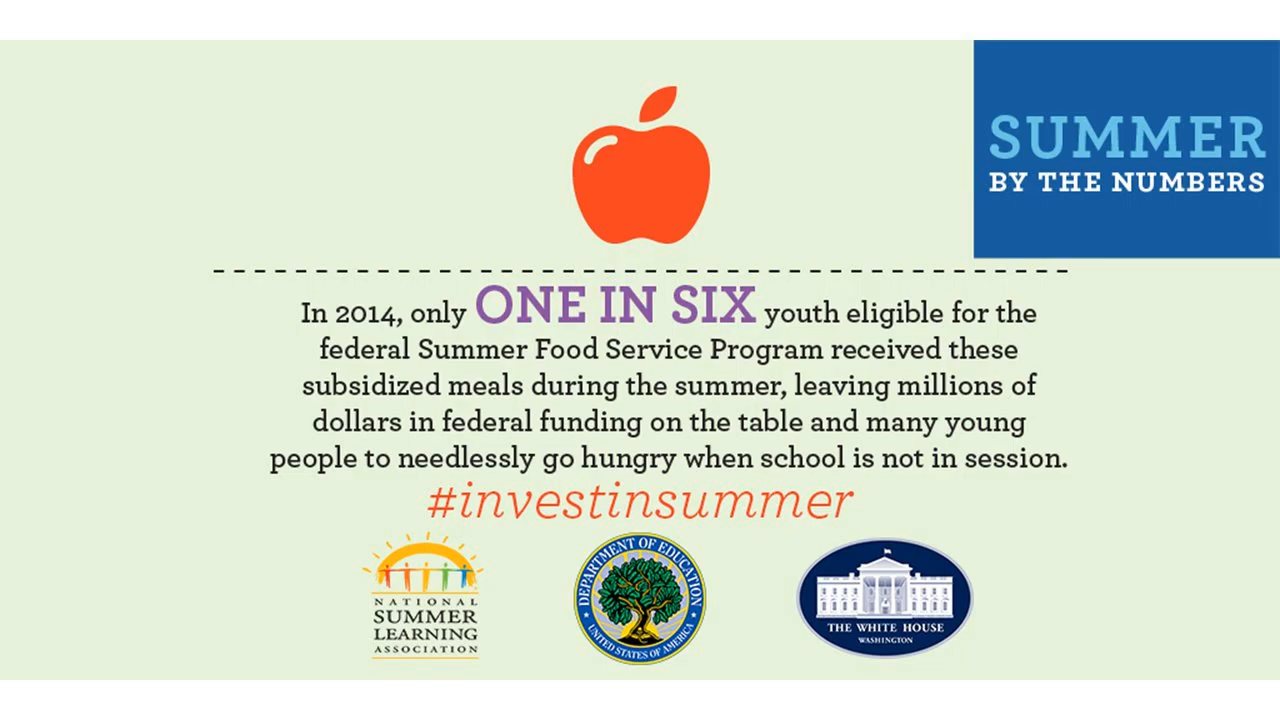 SUMMER
BY THE NUMBERS
In 2014, only ONE IN SIX youth eligible for the
federal Summer Food Service Program received these
subsidized meals during the summer, leaving millions of
dollars in federal funding on the table and many young
people to needlessly go hungry when school is not in session.
#investinsummer
NATIONAL
SUMMER
LEARNING
ASSOCIATION
DEPARTMENT OF EDUCATION
UNITED STATES OF AMERICA
THE WHITE HOUSE
WASHINGTON